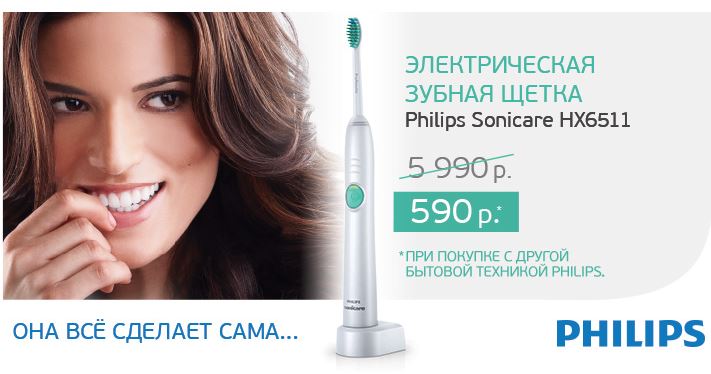 ЭЛЕКТРИЧЕСКАЯ
ЗУБНАЯ ЩЕТКА
Philips Sonicare HX6511
5 990 р.
590 р.*
*ПРИ ПОКУПКЕ С ДРУГОЙ
БЫТОВОЙ ТЕХНИКОЙ PHILIPS.
sonicare
ОНА ВСЁ СДЕЛАЕТ САМА...
PHILIPS